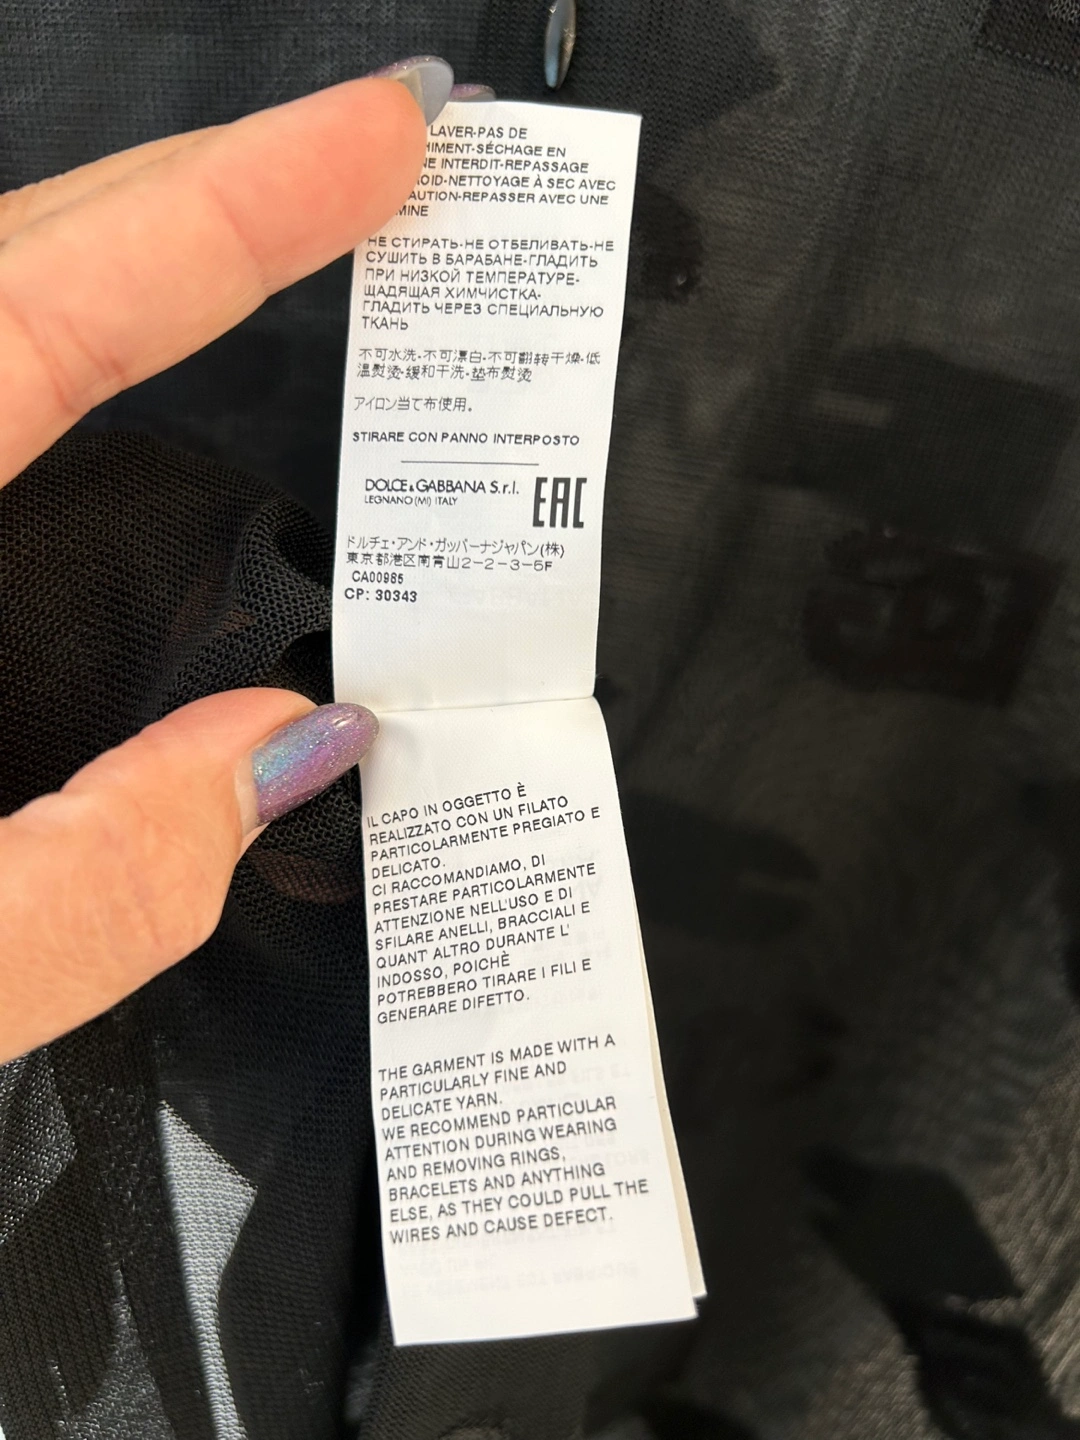 LAVER-PAS DE
HIMENT-SÉCHAGE EN
NE INTERDIT-REPASSAGE
OID-NETTOYAGE À SEC AVEC
AUTION-REPASSER AVEC UNE
MINE
НЕ СТИРАТЬ-НЕ ОТБЕЛИВАТЬ-НЕ
СУШИТЬ В БАРАБАНЕ-ГЛАДИТЬ
ПРИ НИЗКОЙ ТЕМПЕРАТУРЕ-
ЩАДЯЩАЯ ХИМЧИСТКА-
ГЛАДИТЬ ЧЕРЕЗ СПЕЦИАЛЬНУЮ
ТКАНЬ
不可水洗-不可漂白-不可翻转干燥-低
温熨烫-缓和干洗-垫布熨烫
アイロン当て布使用。
STIRARE CON PANNO INTERPOSTO
DOLCE&GABBANA S.r.l.
LEGNANO (MI) ITALY
EAC
ドルチェ・アンド・ガッバーナジャパン(株)
東京都港区南青山2-2-3-5F
CA00985
CP: 30343
IL CAPO IN OGGETTO È
REALIZZATO CON UN FILATO
PARTICOLARMENTE PREGIATO E
DELICATO.
CI RACCOMANDIAMO, DI
PRESTARE PARTICOLARMENTE
ATTENZIONE NELL'USO E DI
SFILARE ANELLI, BRACCIALI E
QUANT ALTRO DURANTE L'
INDOSSO, POICHÈ
POTREBBERO TIRARE I FILI E
GENERARE DIFETTO.
THE GARMENT IS MADE WITH A
PARTICULARLY FINE AND
DELICATE YARN.
WE RECOMMEND PARTICULAR
ATTENTION DURING WEARING
AND REMOVING RINGS,
BRACELETS AND ANYTHING
ELSE, AS THEY COULD PULL THE
WIRES AND CAUSE DEFECT.